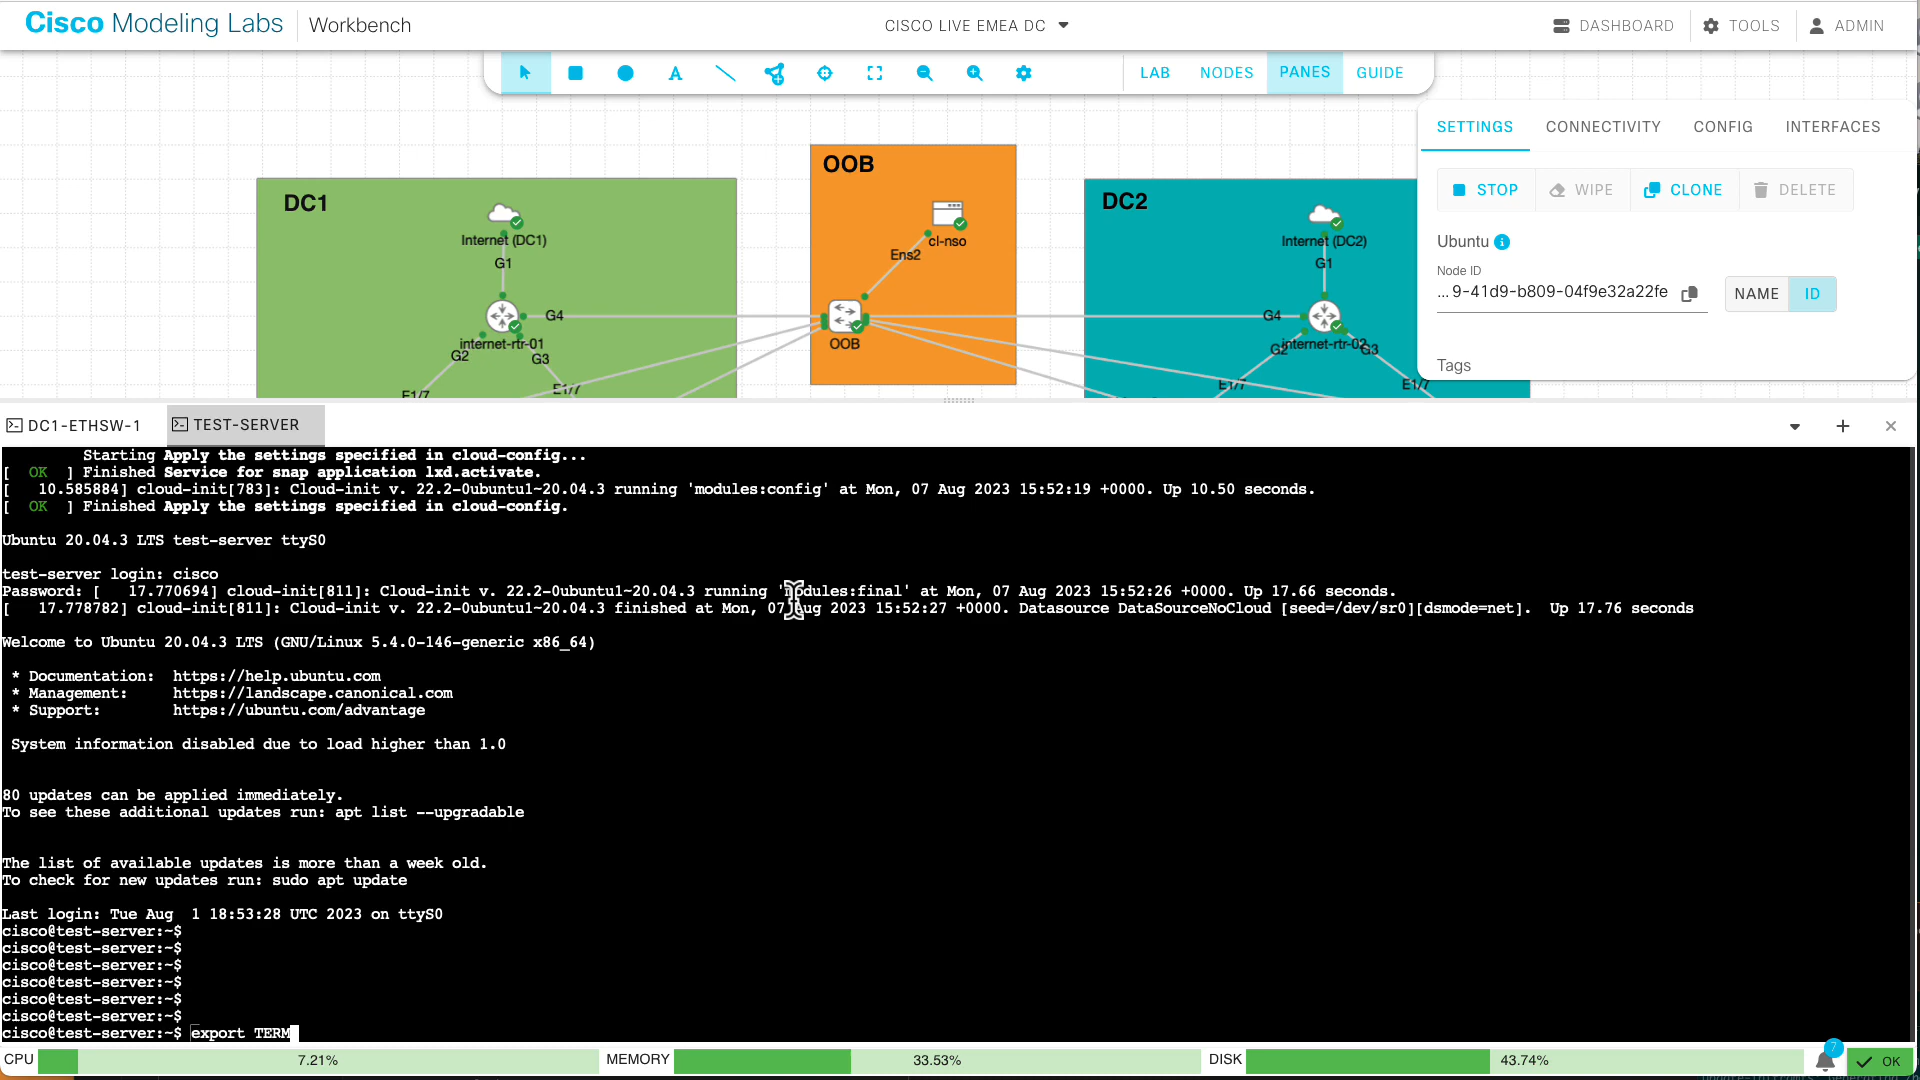 Cisco Modeling Labs
Workbench
CISCO LIVE EMEA DC
DASHBOARD
TOOLS
ADMIN
A
LAB
NODES
PANES
GUIDE
SETTINGS
CONNECTIVITY
CONFIG
INTERFACES
STOP
WIPE
CLONE
DELETE
Ubuntu
Node ID
... 9-41d9-b809-04f9e32a22fe
NAME
ID
Tags
DC1
Internet (DC1)
G1
G4
internet-rtr-01
G2
G3
E1/7
E1/7
OOB
cl-nso
Ens2
OOB
DC2
Internet (DC2)
G1
G4
internet-rtr-02
G2
G3
E1/7
E1/7
DC1-ETHSW-1
TEST-SERVER
Starting Apply the settings specified in cloud-config...
[  OK  ] Finished Service for snap application lxd.activate.
[   10.585884] cloud-init[783]: Cloud-init v. 22.2-0ubuntu1~20.04.3 running 'modules:config' at Mon, 07 Aug 2023 15:52:19 +0000. Up 10.50 seconds.
[  OK  ] Finished Apply the settings specified in cloud-config.
Ubuntu 20.04.3 LTS test-server ttyS0
test-server login: cisco
Password: [   17.770694] cloud-init[811]: Cloud-init v. 22.2-0ubuntu1~20.04.3 running 'modules:final' at Mon, 07 Aug 2023 15:52:26 +0000. Up 17.66 seconds.
[   17.778782] cloud-init[811]: Cloud-init v. 22.2-0ubuntu1~20.04.3 finished at Mon, 07 Aug 2023 15:52:27 +0000. Datasource DataSourceNoCloud [seed=/dev/sr0][dsmode=net].  Up 17.76 seconds
Welcome to Ubuntu 20.04.3 LTS (GNU/Linux 5.4.0-146-generic x86_64)
* Documentation:  https://help.ubuntu.com
* Management:     https://landscape.canonical.com
* Support:        https://ubuntu.com/advantage
System information disabled due to load higher than 1.0
80 updates can be applied immediately.
To see these additional updates run: apt list --upgradable
The list of available updates is more than a week old.
To check for new updates run: sudo apt update
Last login: Tue Aug  1 18:53:28 UTC 2023 on ttyS0
cisco@test-server:~$
cisco@test-server:~$
cisco@test-server:~$
cisco@test-server:~$
cisco@test-server:~$
cisco@test-server:~$
cisco@test-server:~$ export TERM
CPU
7.21%
MEMORY
33.53%
DISK
43.74%
7
OK